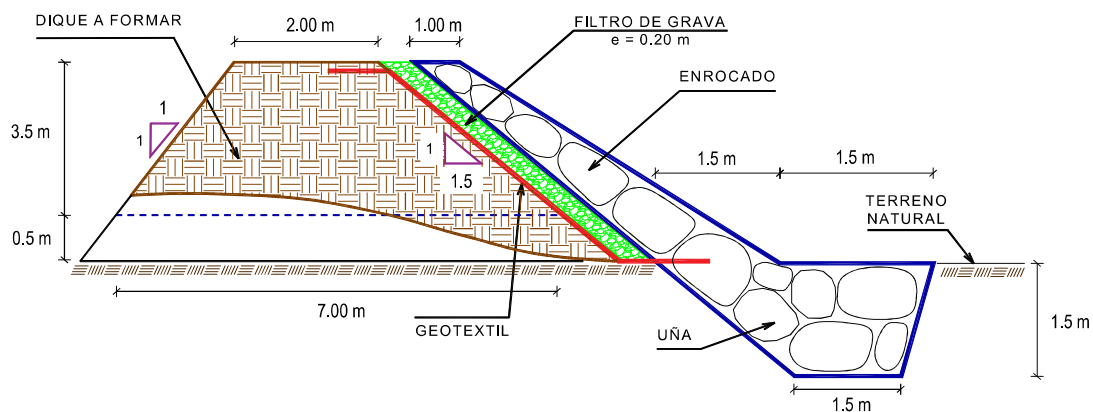 DIQUE A FORMAR
2.00 m
1.00 m
FILTRO DE GRAVA
e = 0.20 m
ENROCADO
1
1
3.5 m
1
1.5
1.5 m
1.5 m
TERRENO
NATURAL
0.5 m
7.00 m
GEOTEXTIL
UÑA
1.5 m
1.5 m